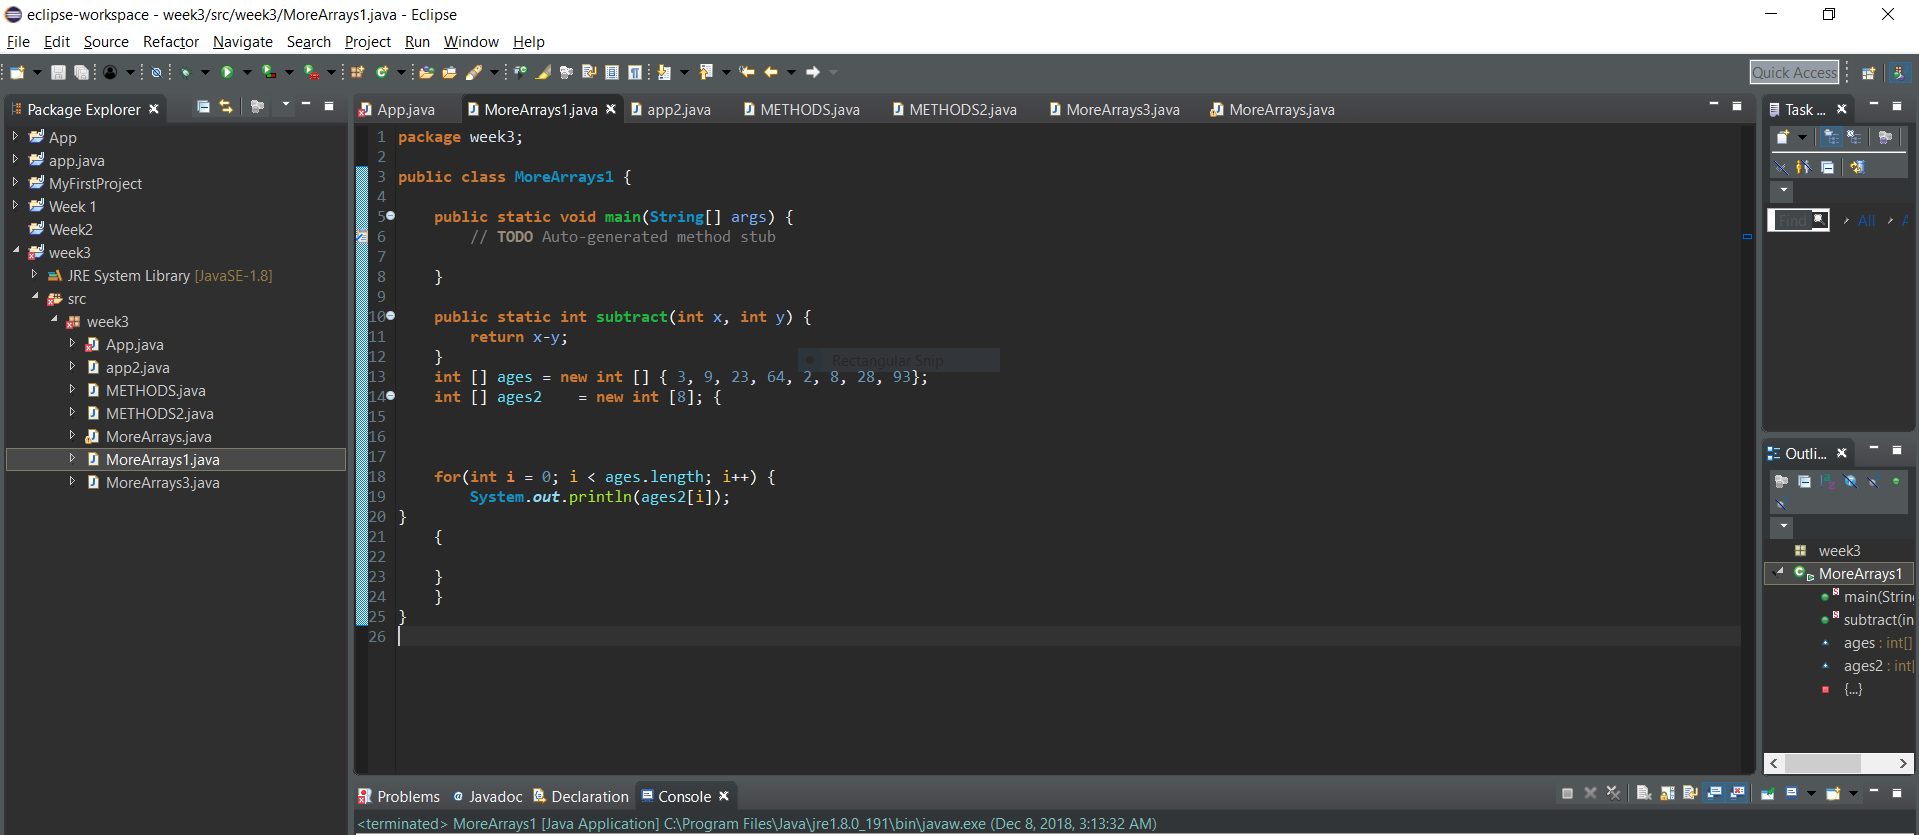 eclipse-workspace - week3/src/week3/MoreArrays1.java - Eclipse
File Edit Source Refactor Navigate Search Project Run Window Help
Quick Access
Package Explorer
App
app.java
MyFirstProject
Week 1
Week2
week3
JRE System Library [JavaSE-1.8]
src
week3
App.java
app2.java
METHODS.java
METHODS2.java
MoreArrays.java
MoreArrays1.java
MoreArrays3.java
App.java MoreArrays1.java app2.java METHODS.java METHODS2.java MoreArrays3.java MoreArrays.java
1 package week3;
2
3 public class MoreArrays1 {
4
5 public static void main(String[] args) {
6 // TODO Auto-generated method stub
7
8 }
9
10 public static int subtract(int x, int y) {
11 return x-y;
12 }
Rectangular Snip
13 int [] ages = new int [] { 3, 9, 23, 64, 2, 8, 28, 93};
14 int [] ages2    = new int [8]; {
15
16
17
18 for(int i = 0; i < ages.length; i++) {
19 System.out.println(ages2[i]);
20 }
21 {
22
23 }
24 }
25 }
26
Task ...
Find All A
Outli...
week3
MoreArrays1
main(Strin
subtract(in
ages : int[]
ages2 : int[
{...}
Problems @ Javadoc Declaration Console
<terminated> MoreArrays1 [Java Application] C:\Program Files\Java\jre1.8.0_191\bin\javaw.exe (Dec 8, 2018, 3:13:32 AM)